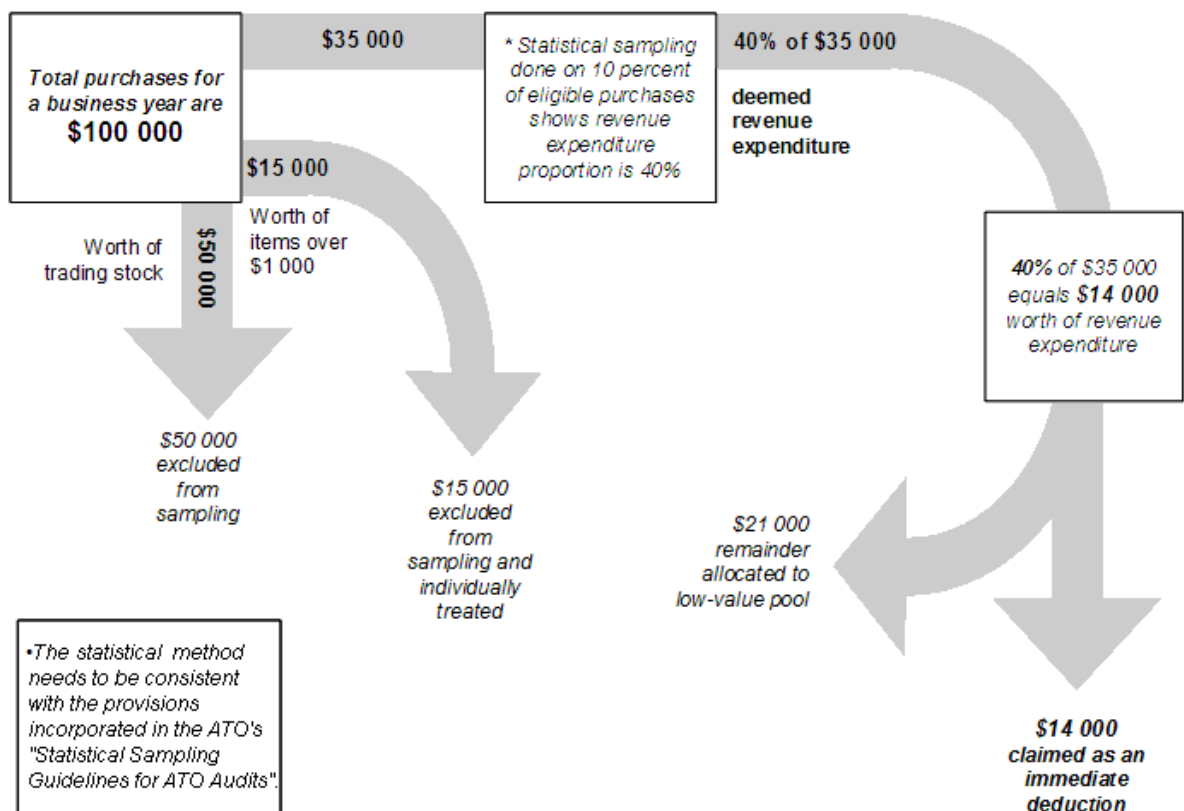 Total purchases for
a business year are
$100 000
$35 000
* Statistical sampling
done on 10 percent
of eligible purchases
shows revenue
expenditure
proportion is 40%
40% of $35 000
deemed
revenue
expenditure
$15 000
Worth of
items over
$1 000
Worth of
trading stock
$50 000
40% of $35 000
equals $14 000
worth of revenue
expenditure
$50 000
excluded
from
sampling
$15 000
excluded
from
sampling and
individually
treated
$21 000
remainder
allocated to
low-value pool
•The statistical method
needs to be consistent
with the provisions
incorporated in the ATO's
"Statistical Sampling
Guidelines for ATO Audits".
$14 000
claimed as an
immediate
deduction